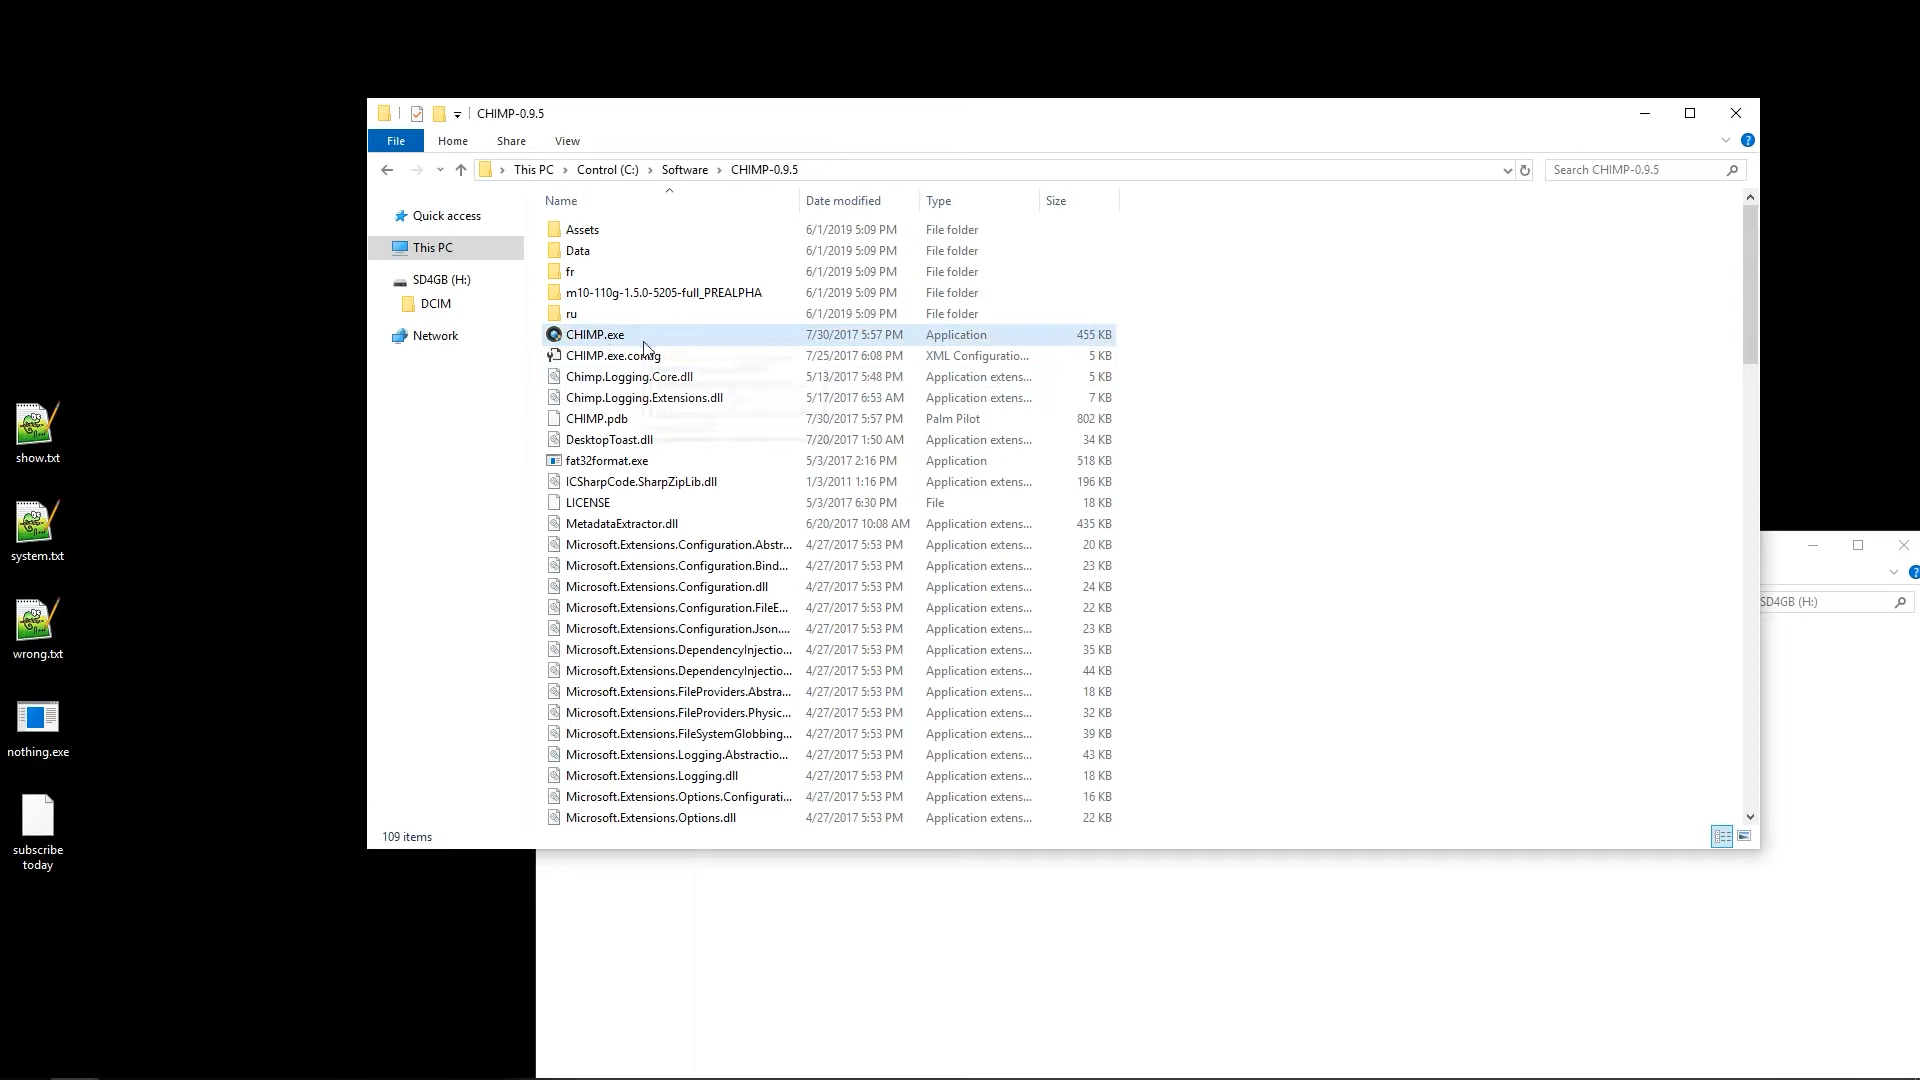 CHIMP-0.9.5
File Home Share View
This PC Control (C:) Software CHIMP-0.9.5
Search CHIMP-0.9.5
Name Date modified Type Size
Quick access
This PC
SD4GB (H:)
DCIM
Network
Assets 6/1/2019 5:09 PM File folder
Data 6/1/2019 5:09 PM File folder
fr 6/1/2019 5:09 PM File folder
m10-110g-1.5.0-5205-full_PREALPHA 6/1/2019 5:09 PM File folder
ru 6/1/2019 5:09 PM File folder
CHIMP.exe 7/30/2017 5:57 PM Application 455 KB
CHIMP.exe.config 7/25/2017 6:08 PM XML Configuratio... 5 KB
Chimp.Logging.Core.dll 5/13/2017 5:48 PM Application extens... 5 KB
Chimp.Logging.Extensions.dll 5/17/2017 6:53 AM Application extens... 7 KB
CHIMP.pdb 7/30/2017 5:57 PM Palm Pilot 802 KB
DesktopToast.dll 7/20/2017 1:50 AM Application extens... 34 KB
fat32format.exe 5/3/2017 2:16 PM Application 518 KB
ICSharpCode.SharpZipLib.dll 1/3/2011 1:16 PM Application extens... 196 KB
LICENSE 5/3/2017 6:30 PM File 18 KB
MetadataExtractor.dll 6/20/2017 10:08 AM Application extens... 435 KB
Microsoft.Extensions.Configuration.Abstr... 4/27/2017 5:53 PM Application extens... 20 KB
Microsoft.Extensions.Configuration.Bind... 4/27/2017 5:53 PM Application extens... 23 KB
Microsoft.Extensions.Configuration.dll 4/27/2017 5:53 PM Application extens... 24 KB
Microsoft.Extensions.Configuration.FileE... 4/27/2017 5:53 PM Application extens... 22 KB
Microsoft.Extensions.Configuration.Json.... 4/27/2017 5:53 PM Application extens... 23 KB
Microsoft.Extensions.DependencyInjectio... 4/27/2017 5:53 PM Application extens... 35 KB
Microsoft.Extensions.DependencyInjectio... 4/27/2017 5:53 PM Application extens... 44 KB
Microsoft.Extensions.FileProviders.Abstra... 4/27/2017 5:53 PM Application extens... 18 KB
Microsoft.Extensions.FileProviders.Physic... 4/27/2017 5:53 PM Application extens... 32 KB
Microsoft.Extensions.FileSystemGlobbing... 4/27/2017 5:53 PM Application extens... 39 KB
Microsoft.Extensions.Logging.Abstractio... 4/27/2017 5:53 PM Application extens... 43 KB
Microsoft.Extensions.Logging.dll 4/27/2017 5:53 PM Application extens... 18 KB
Microsoft.Extensions.Options.Configurati... 4/27/2017 5:53 PM Application extens... 16 KB
Microsoft.Extensions.Options.dll 4/27/2017 5:53 PM Application extens... 22 KB
109 items
show.txt
system.txt
wrong.txt
nothing.exe
subscribe
today
SD4GB (H:)